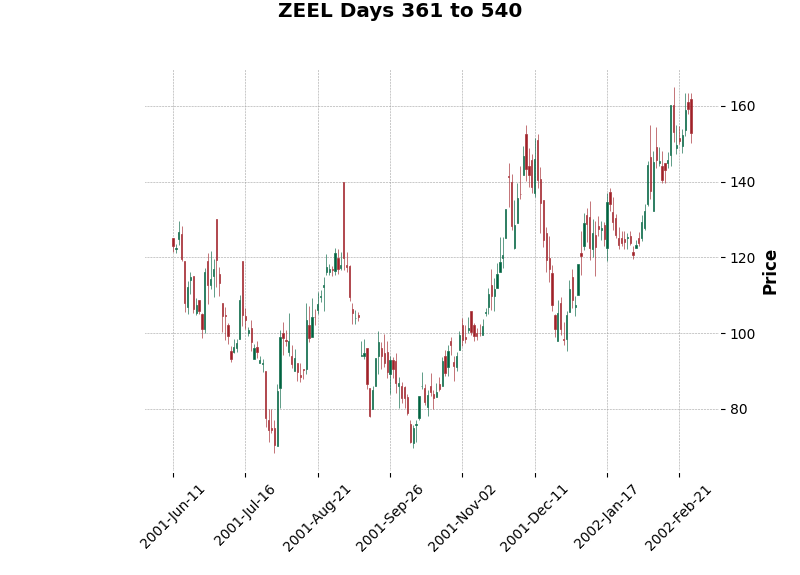 ZEEL Days 361 to 540
160
140
120
100
80
Price
2001-Jun-11
2001-Jul-16
2001-Aug-21
2001-Sep-26
2001-Nov-02
2001-Dec-11
2002-Jan-17
2002-Feb-21